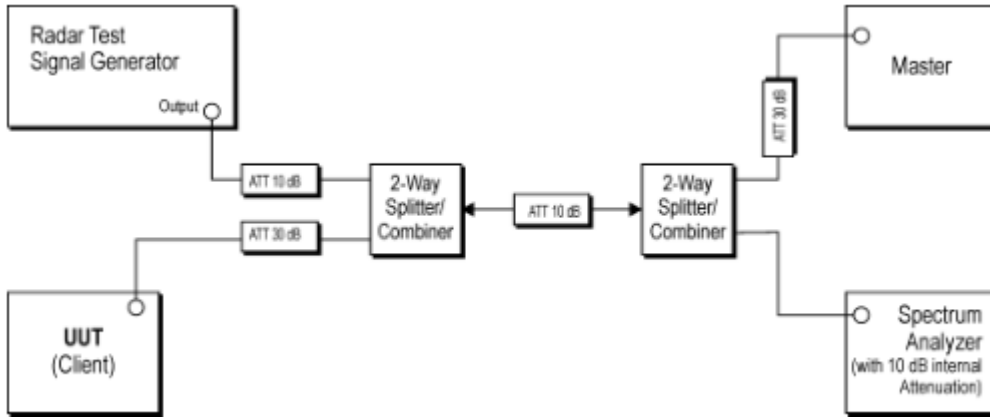 Radar Test
Signal Generator
Output
ATT 10 dB
2-Way
Splitter/
Combiner
ATT 30 dB
UUT
(Client)
ATT 10 dB
2-Way
Splitter/
Combiner
ATT 30 dB
Master
Spectrum
Analyzer
(with 10 dB internal
Attenuation)